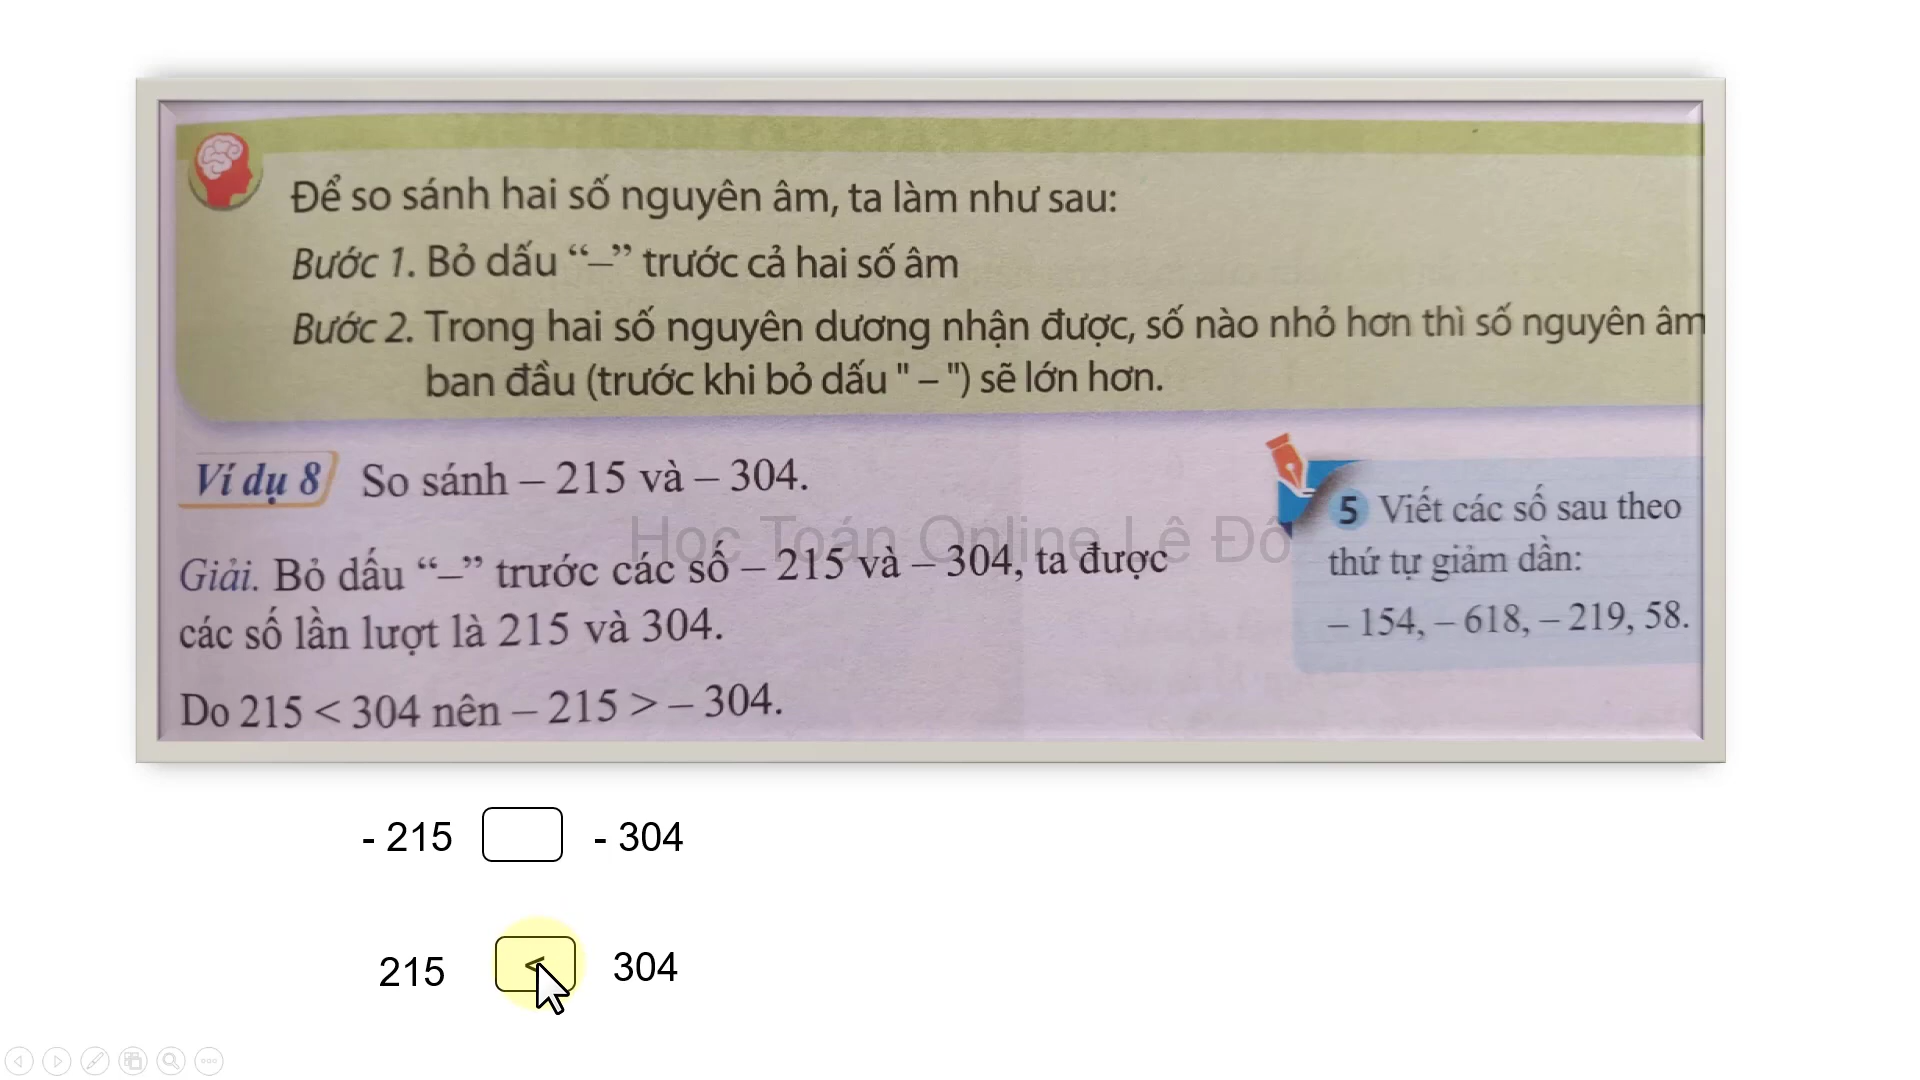 Để so sánh hai số nguyên âm, ta làm như sau:
Bước 1. Bỏ dấu “–” trước cả hai số âm
Bước 2. Trong hai số nguyên dương nhận được, số nào nhỏ hơn thì số nguyên âm
ban đầu (trước khi bỏ dấu " – ") sẽ lớn hơn.
Ví dụ 8 So sánh – 215 và – 304.
Giải. Bỏ dấu “–” trước các số – 215 và – 304, ta được
các số lần lượt là 215 và 304.
Do 215 < 304 nên – 215 > – 304.
5 Viết các số sau theo
thứ tự giảm dần:
– 154, – 618, – 219, 58.
Học Toán Online Lê Đô
- 215 - 304
215 < 304